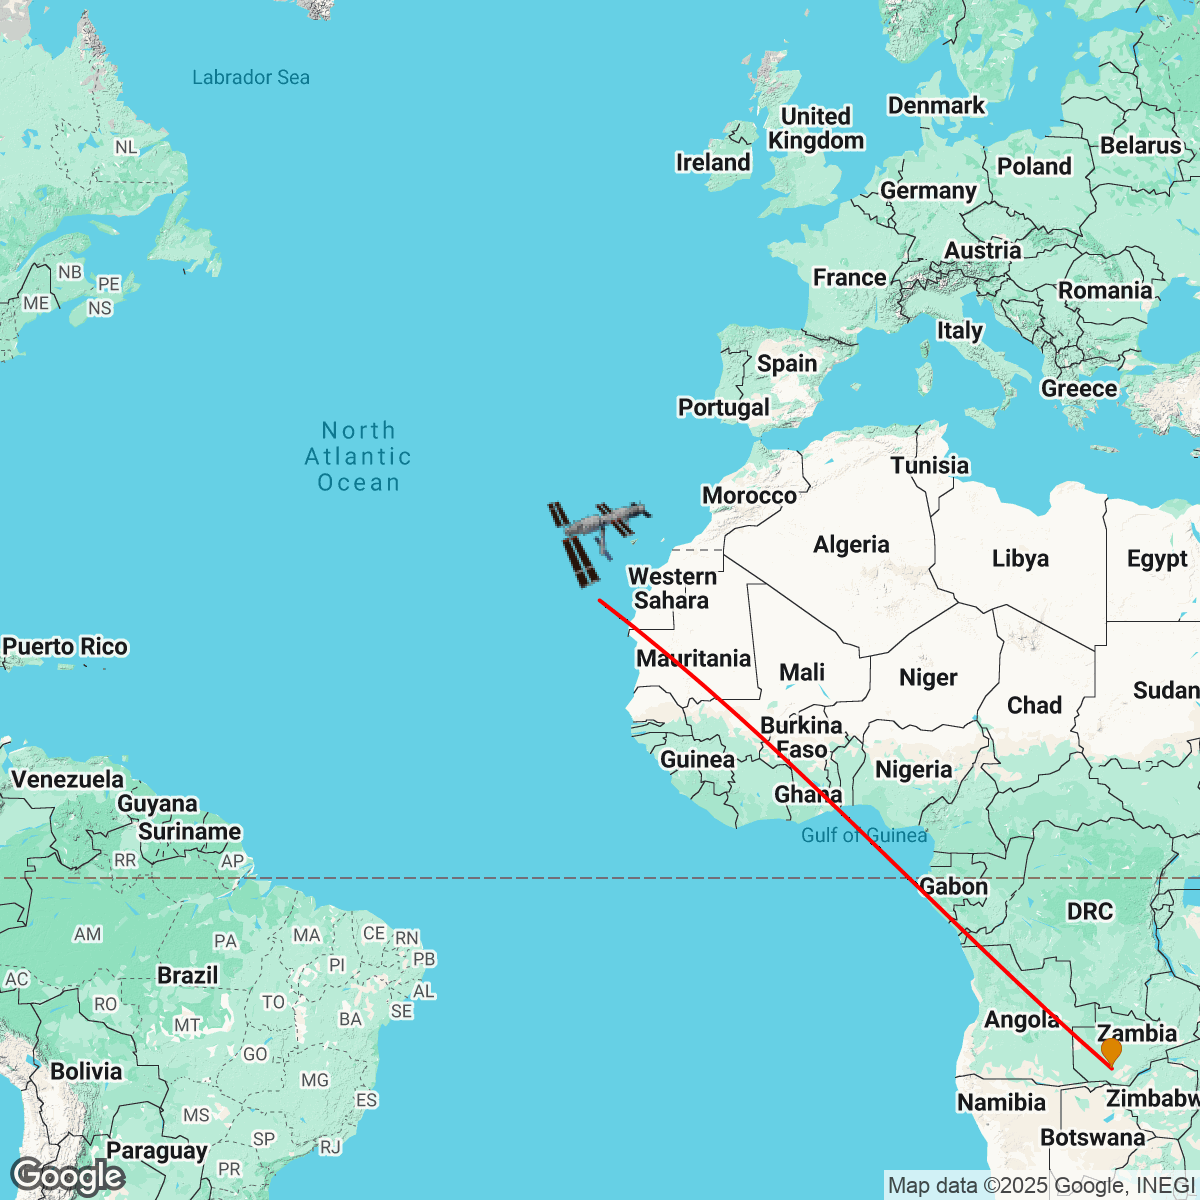 Labrador Sea
Denmark
United
Kingdom
Belarus
NL
Ireland
Poland
Germany
Austria
NB
PE
France
Romania
ME
NS
Italy
Spain
Greece
Portugal
North
Atlantic
Ocean
Tunisia
Morocco
Algeria
Libya
Egypt
Western
Sahara
Puerto Rico
Mauritania
Mali
Niger
Sudan
Chad
Burkina
Faso
Guinea
Nigeria
Venezuela
Ghana
Guyana
Suriname
Gulf of Guinea
RR
AP
Gabon
DRC
AM
PA
MA
CE
RN
PB
PI
Brazil
AC
AL
RO
TO
SE
BA
MT
Angola
Zambia
GO
Bolivia
MG
ES
Namibia
Zimbabw
MS
SP
RJ
Botswana
Paraguay
PR
Google
Map data ©2025 Google, INEGI